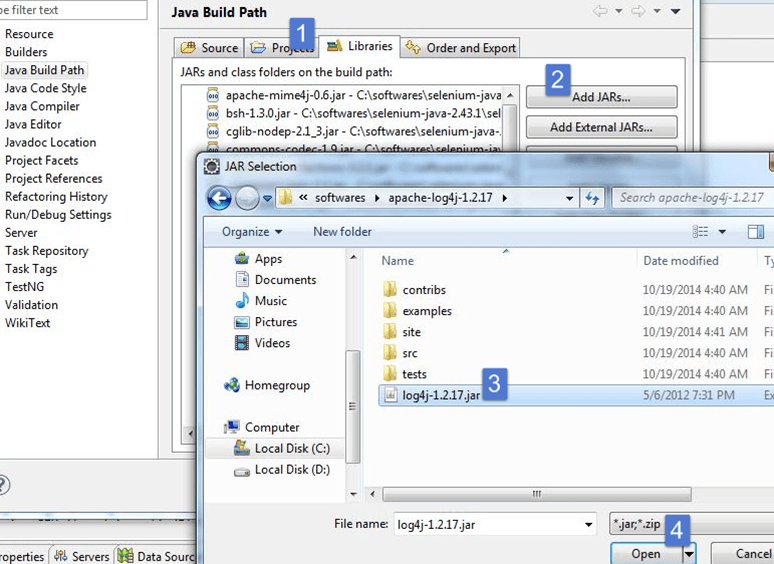 pe filter text
Java Build Path
Resource
Builders
Java Build Path
Java Code Style
Java Compiler
Java Editor
Javadoc Location
Project Facets
Project References
Refactoring History
Run/Debug Settings
Server
Task Repository
Task Tags
TestNG
Validation
WikiText
1
Source Projects Libraries Order and Export
JARs and class folders on the build path:
2
apache-mime4j-0.6.jar - C:\softwares\selenium-java-
bsh-1.3.0.jar - C:\softwares\selenium-java-2.43.1\sel
cglib-nodep-2.1_3.jar - C:\softwares\selenium-java-
commons-codec-1.9.jar - C:\softwares\selenium-java
Add JARs...
Add External JARs...
JAR Selection
« softwares apache-log4j-1.2.17
Search apache-log4j-1.2.17
Organize New folder
Apps
Documents
Music
Pictures
Videos
Homegroup
Computer
Local Disk (C:)
Local Disk (D:)
Name Date modified Ty
contribs 10/19/2014 4:40 AM Fi
examples 10/19/2014 4:40 AM Fi
site 10/19/2014 4:41 AM Fi
src 10/19/2014 4:40 AM Fi
tests 10/19/2014 4:40 AM Fi
log4j-1.2.17.jar 3 5/6/2012 7:31 PM Ex
File name: log4j-1.2.17.jar *.jar;*.zip
4
Open Cancel
roperties Servers Data Sourc